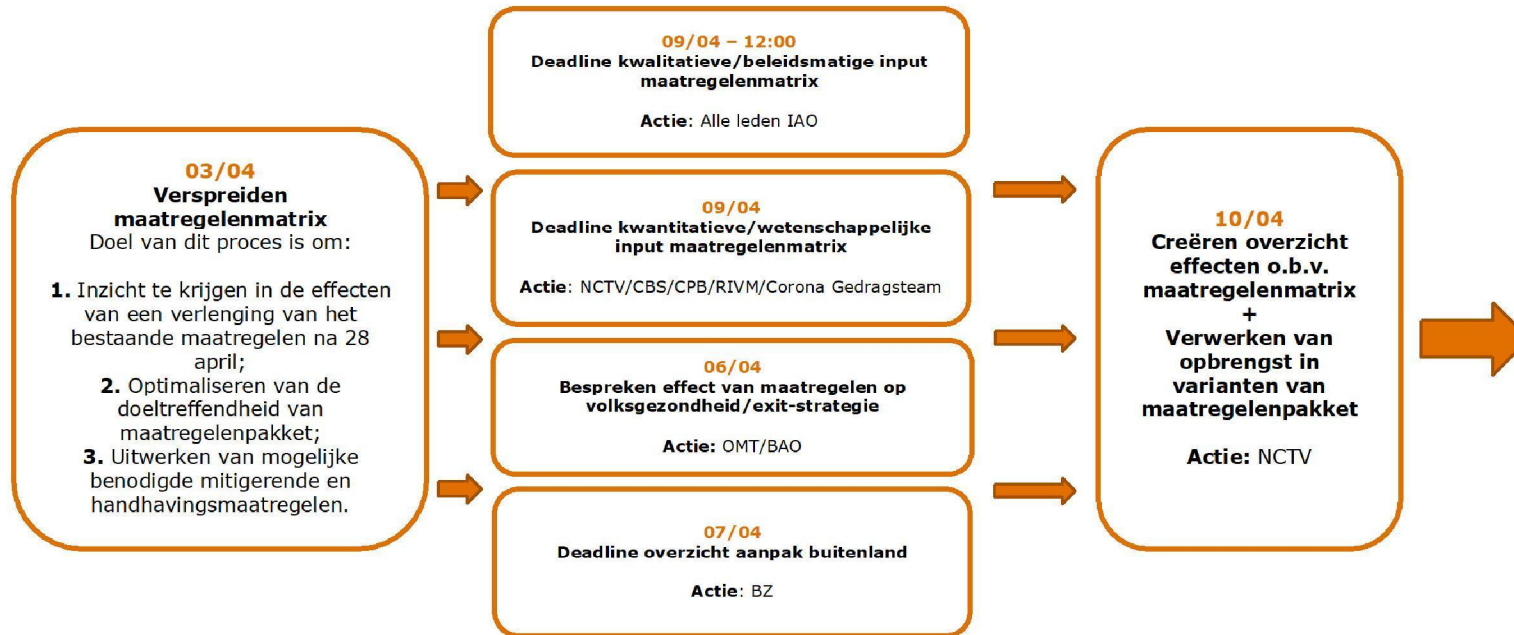 03/04
Verspreiden
maatregelenmatrix
Doel van dit proces is om:
1. Inzicht te krijgen in de effecten
van een verlenging van het
bestaande maatregelen na 28
april;
2. Optimaliseren van de
doeltreffendheid van
maatregelenpakket;
3. Uitwerken van mogelijke
benodigde mitigerende en
handhavingsmaatregelen.
09/04 – 12:00
Deadline kwalitatieve/beleidsmatige input
maatregelenmatrix
Actie: Alle leden IAO
09/04
Deadline kwantitatieve/wetenschappelijke
input maatregelenmatrix
Actie: NCTV/CBS/CPB/RIVM/Corona Gedragsteam
06/04
Bespreken effect van maatregelen op
volksgezondheid/exit-strategie
Actie: OMT/BAO
07/04
Deadline overzicht aanpak buitenland
Actie: BZ
10/04
Creëren overzicht
effecten o.b.v.
maatregelenmatrix
+
Verwerken van
opbrengst in
varianten van
maatregelenpakket
Actie: NCTV